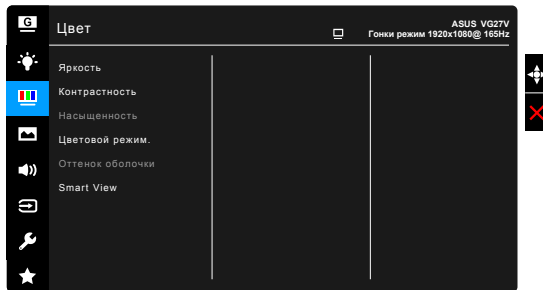 G
Цвет
ASUS VG27V
Гонки режим 1920x1080@ 165Hz
Яркость
Контрастность
Насыщенность
Цветовой режим.
Оттенок оболочки
Smart View